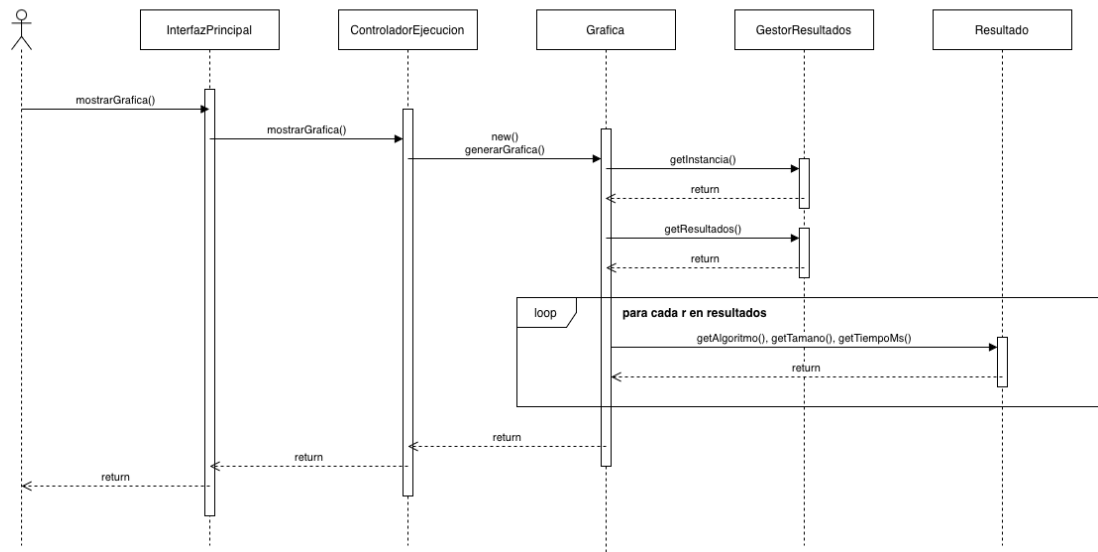 InterfazPrincipal
ControladorEjecucion
Grafica
GestorResultados
Resultado
mostrarGrafica()
mostrarGrafica()
new()
generarGrafica()
getInstancia()
return
getResultados()
return
loop
para cada r en resultados
getAlgoritmo(), getTamano(), getTiempoMs()
return
return
return
return